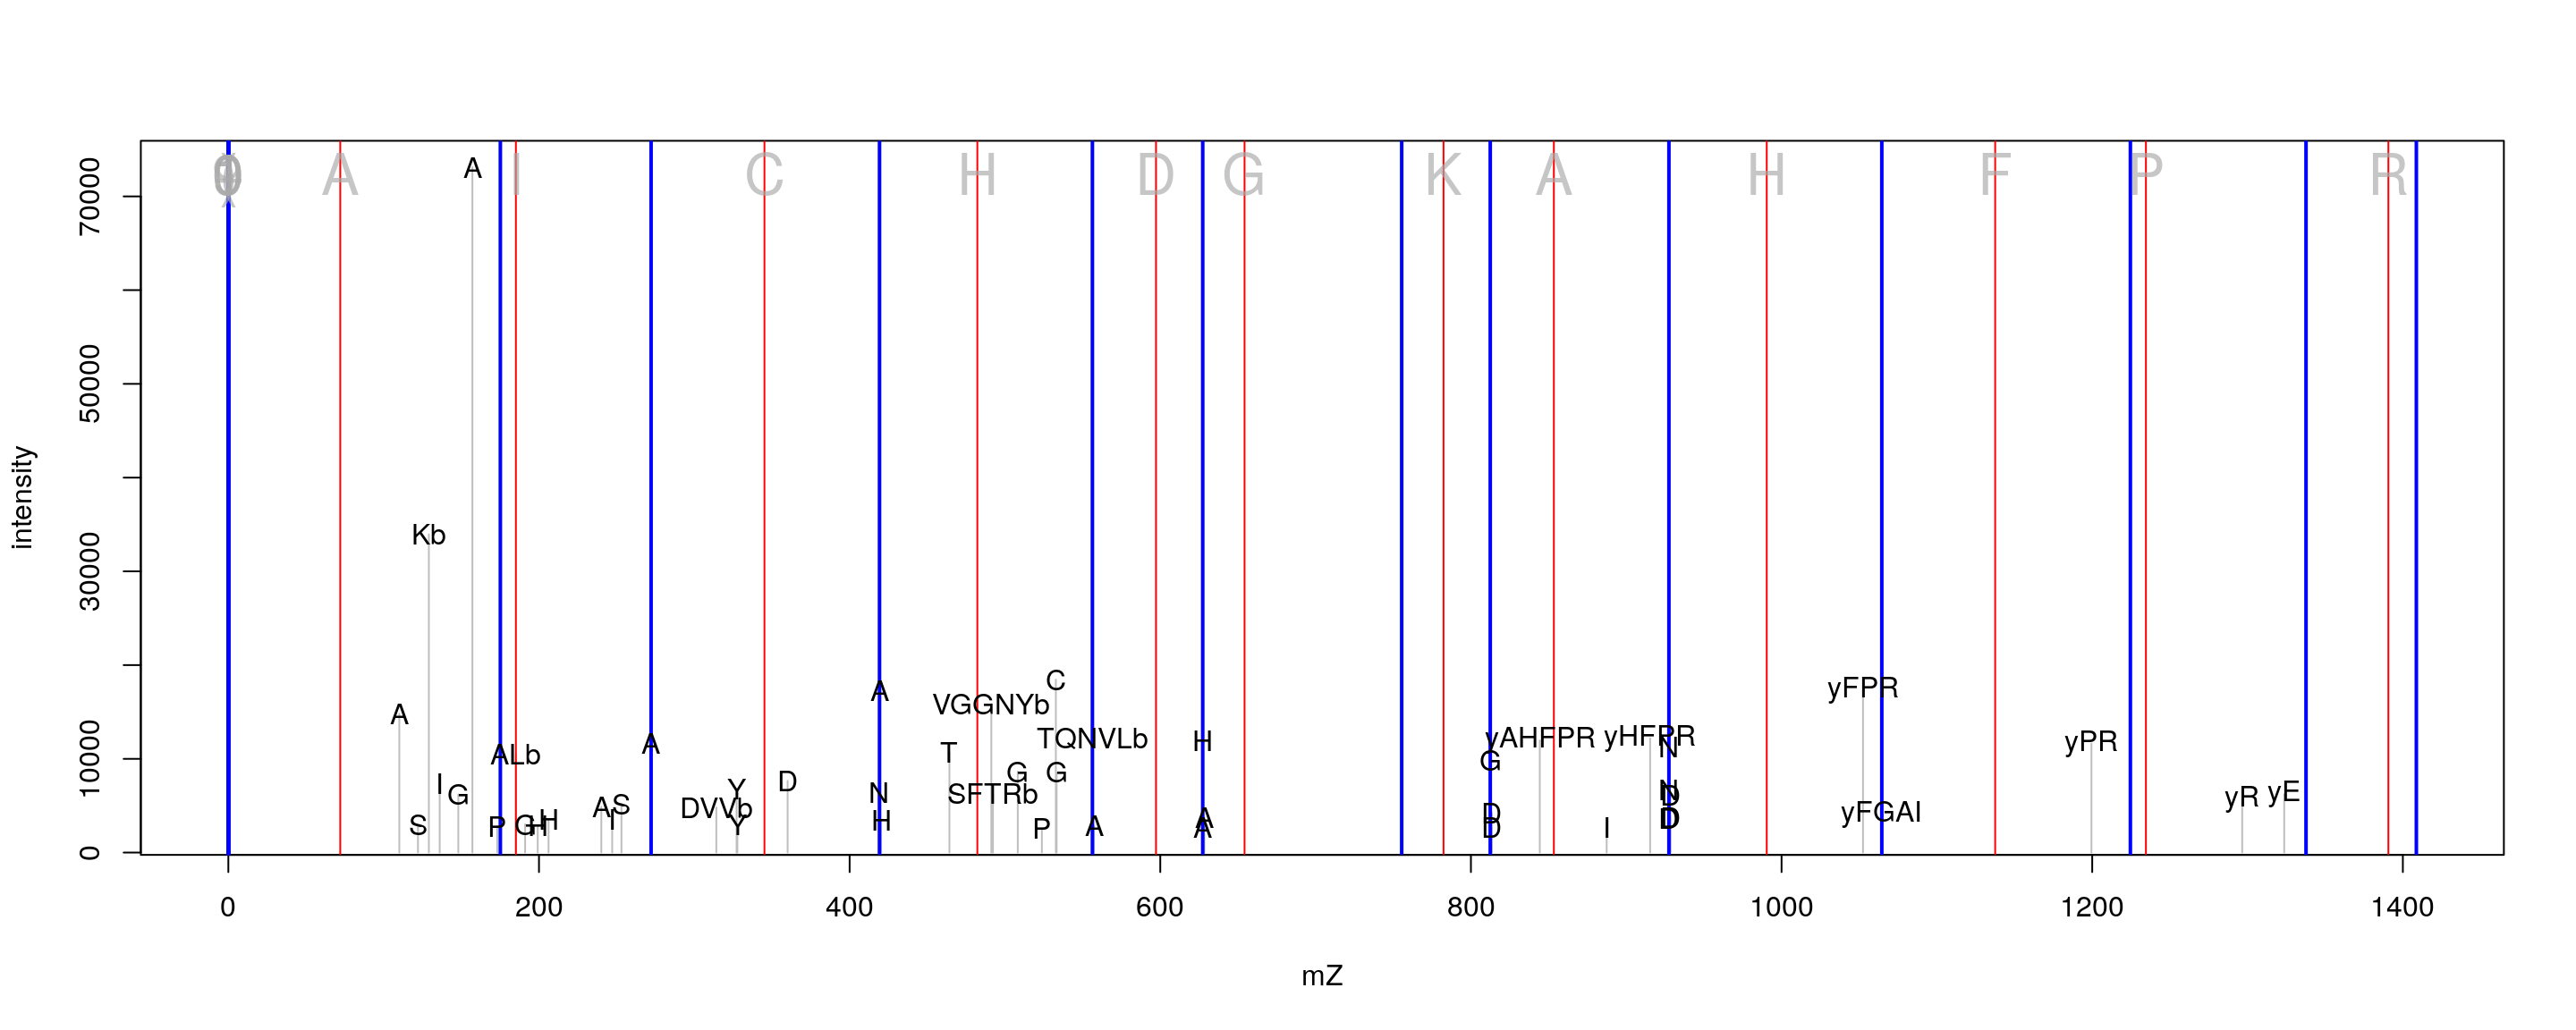 A I C H D G K A H F P R
A
70000
50000
30000
10000
0
intensity
Kb
A
C
A
VGGNYb
yFPR
A
T
TQNVLb
H
yAHFPR
yHFPR
N
yPR
ALb
G
G
G
I
G
Y
D
N
SFTRb
N
D
yR
yE
S
A
S
I
DVVb
Y
H
P
A
A
A
D
D
I
D
yFGAI
P
G
H
H
0
200
400
600
800
1000
1200
1400
mZ